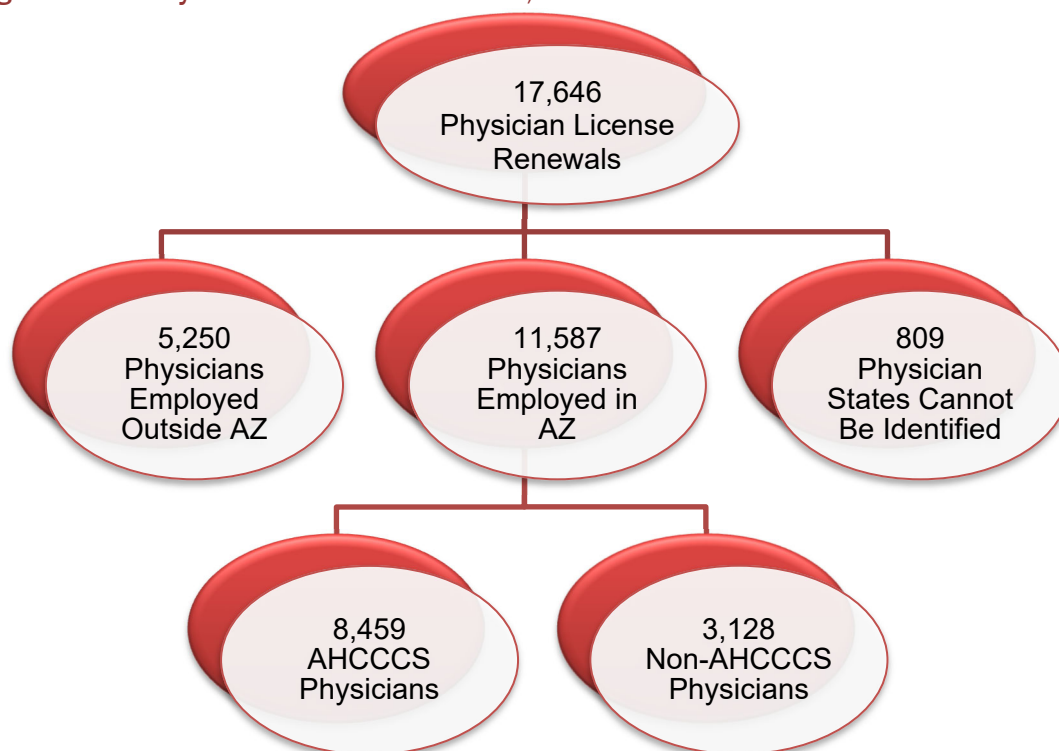 17,646
Physician License
Renewals
5,250
Physicians
Employed
Outside AZ
11,587
Physicians
Employed in
AZ
809
Physician
States Cannot
Be Identified
8,459
AHCCCS
Physicians
3,128
Non-AHCCCS
Physicians